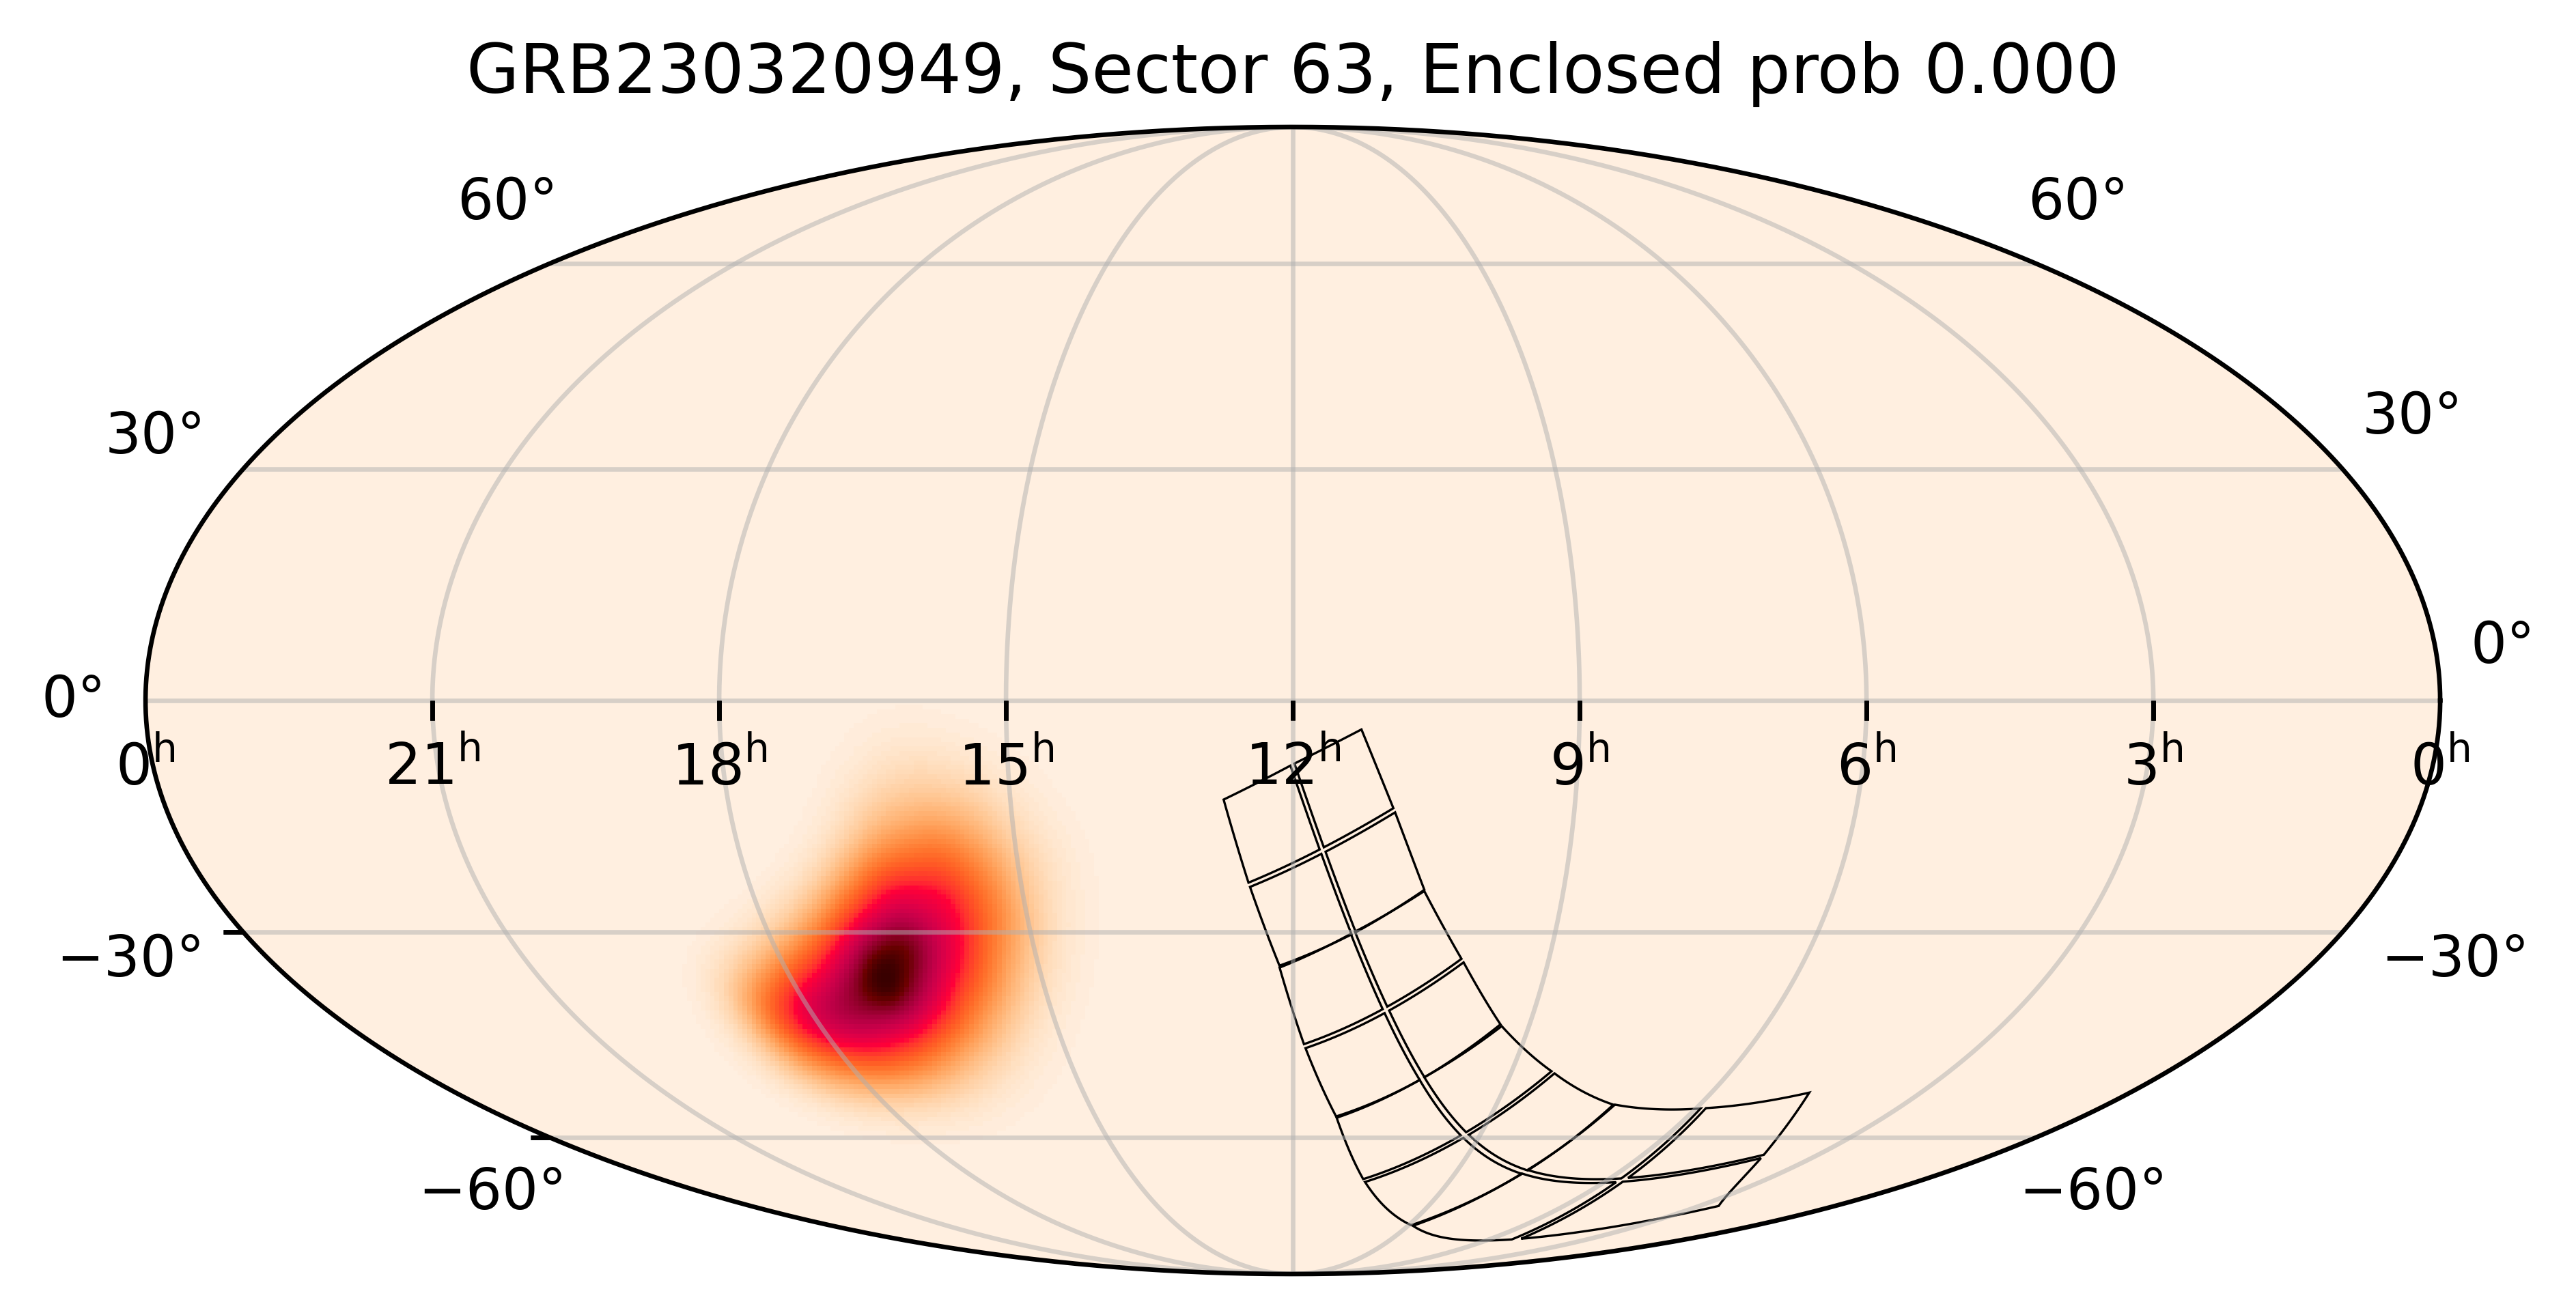 GRB230320949, Sector 63, Enclosed prob 0.000
60° 60°
30° 30°
0° 0°
0ʰ 21ʰ 18ʰ 15ʰ 12ʰ 9ʰ 6ʰ 3ʰ 0ʰ
−30° −30°
−60° −60°